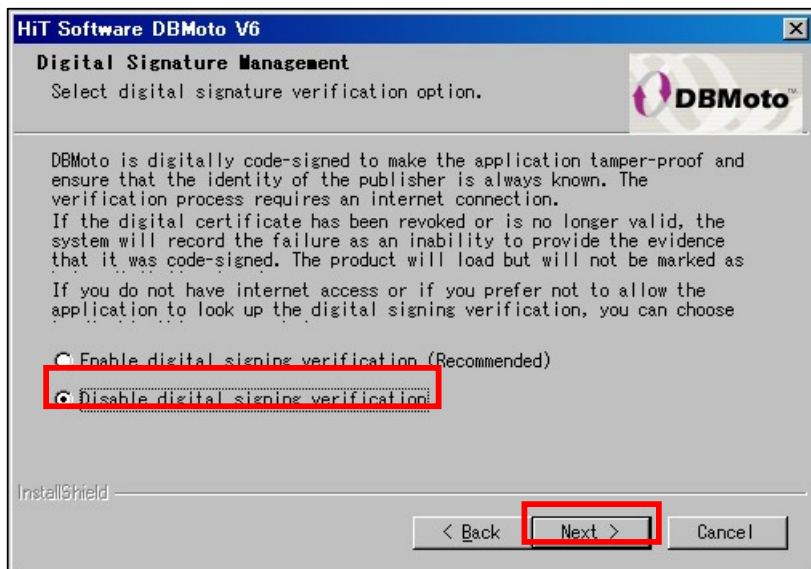 HiT Software DBMoto V6
Digital Signature Management
Select digital signature verification option.
DBMoto™
DBMoto is digitally code-signed to make the application tamper-proof and
ensure that the identity of the publisher is always known. The
verification process requires an internet connection.
If the digital certificate has been revoked or is no longer valid, the
system will record the failure as an inability to provide the evidence
that it was code-signed. The product will load but will not be marked as
If you do not have internet access or if you prefer not to allow the
application to look up the digital signing verification, you can choose
Enable digital signing verification (Recommended)
Disable digital signing verification
InstallShield
< Back
Next >
Cancel